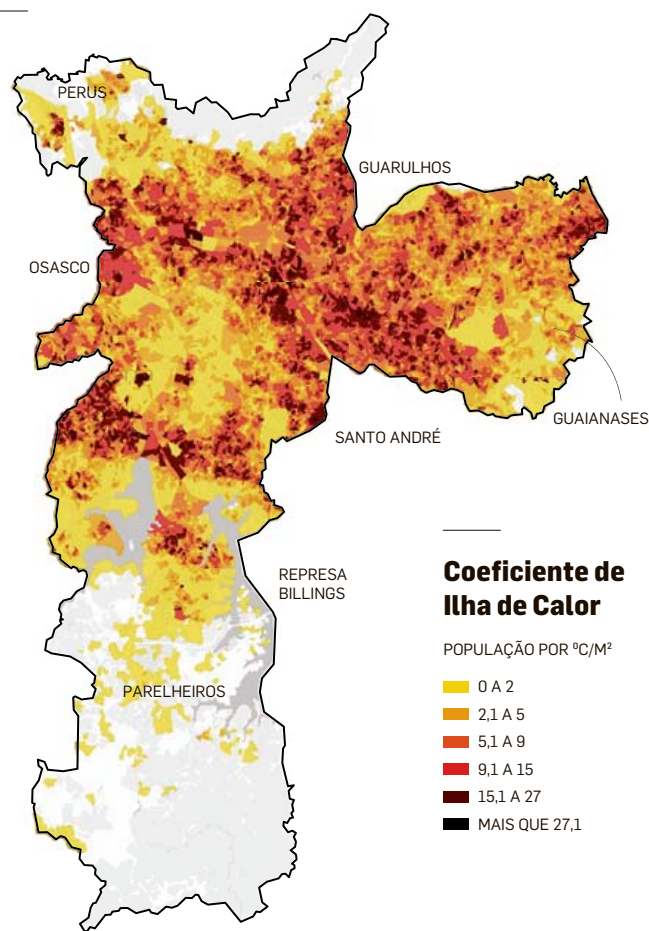 PERUS
GUARULHOS
OSASCO
GUAIANASES
SANTO ANDRÉ
REPRESA
BILLINGS
PARELHEIROS
Coeficiente de
Ilha de Calor
POPULAÇÃO POR ºC/M²
0 A 2
2,1 A 5
5,1 A 9
9,1 A 15
15,1 A 27
MAIS QUE 27,1